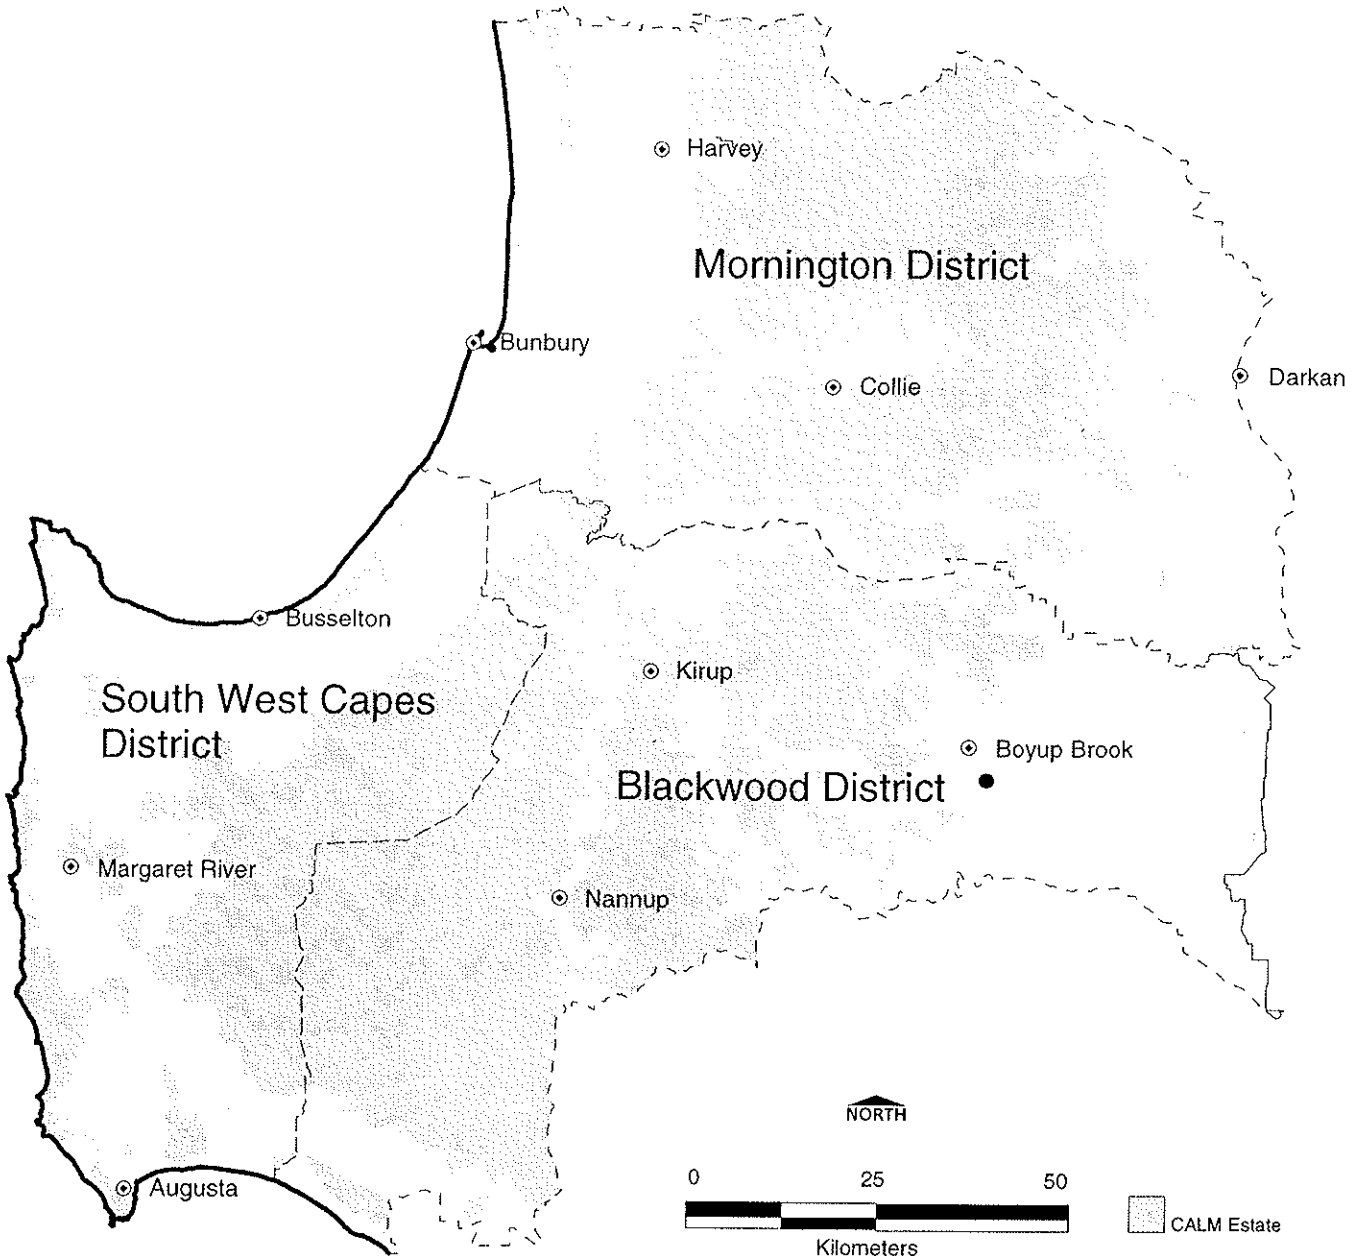 Harvey
Mornington District
Bunbury
Collie
Darkan
Busselton
Kirup
South West Capes
District
Boyup Brook
Blackwood District
Margaret River
Nannup
NORTH
0 25 50
Augusta
CALM Estate
Kilometers